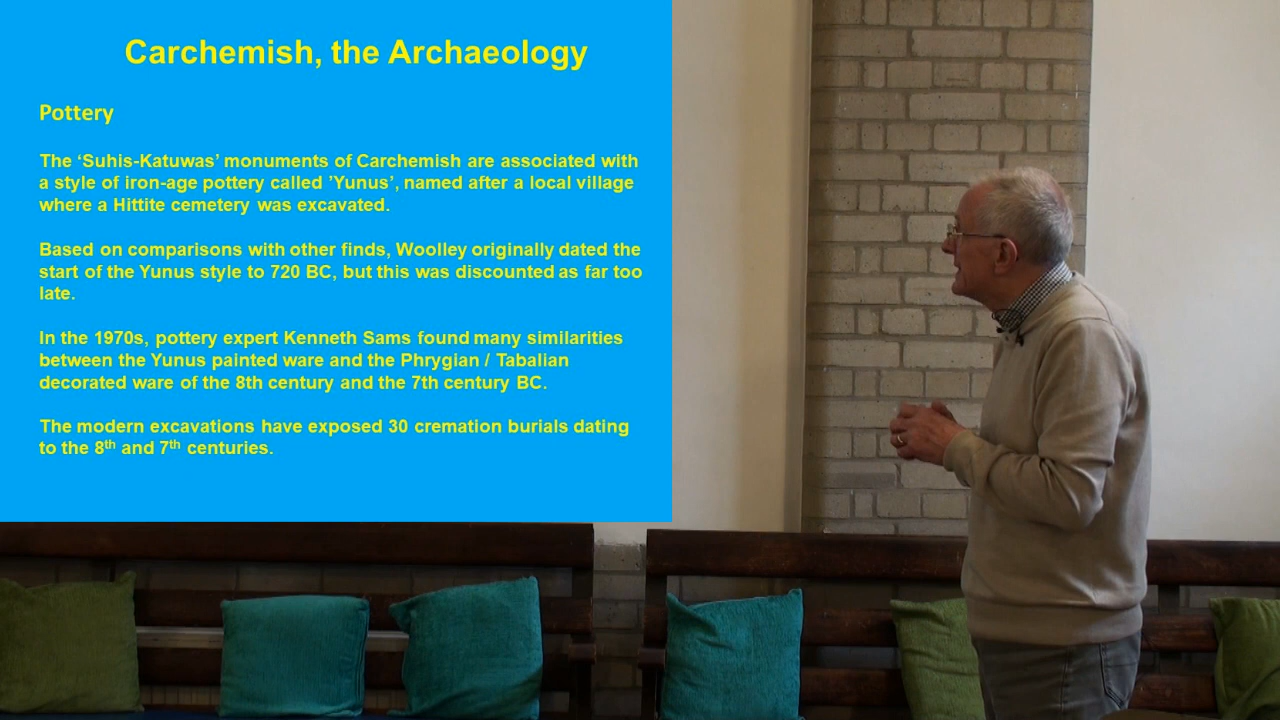 Carchemish, the Archaeology
Pottery
The ‘Suhis-Katuwas’ monuments of Carchemish are associated with
a style of iron-age pottery called ’Yunus’, named after a local village
where a Hittite cemetery was excavated.
Based on comparisons with other finds, Woolley originally dated the
start of the Yunus style to 720 BC, but this was discounted as far too
late.
In the 1970s, pottery expert Kenneth Sams found many similarities
between the Yunus painted ware and the Phrygian / Tabalian
decorated ware of the 8th century and the 7th century BC.
The modern excavations have exposed 30 cremation burials dating
to the 8th and 7th centuries.